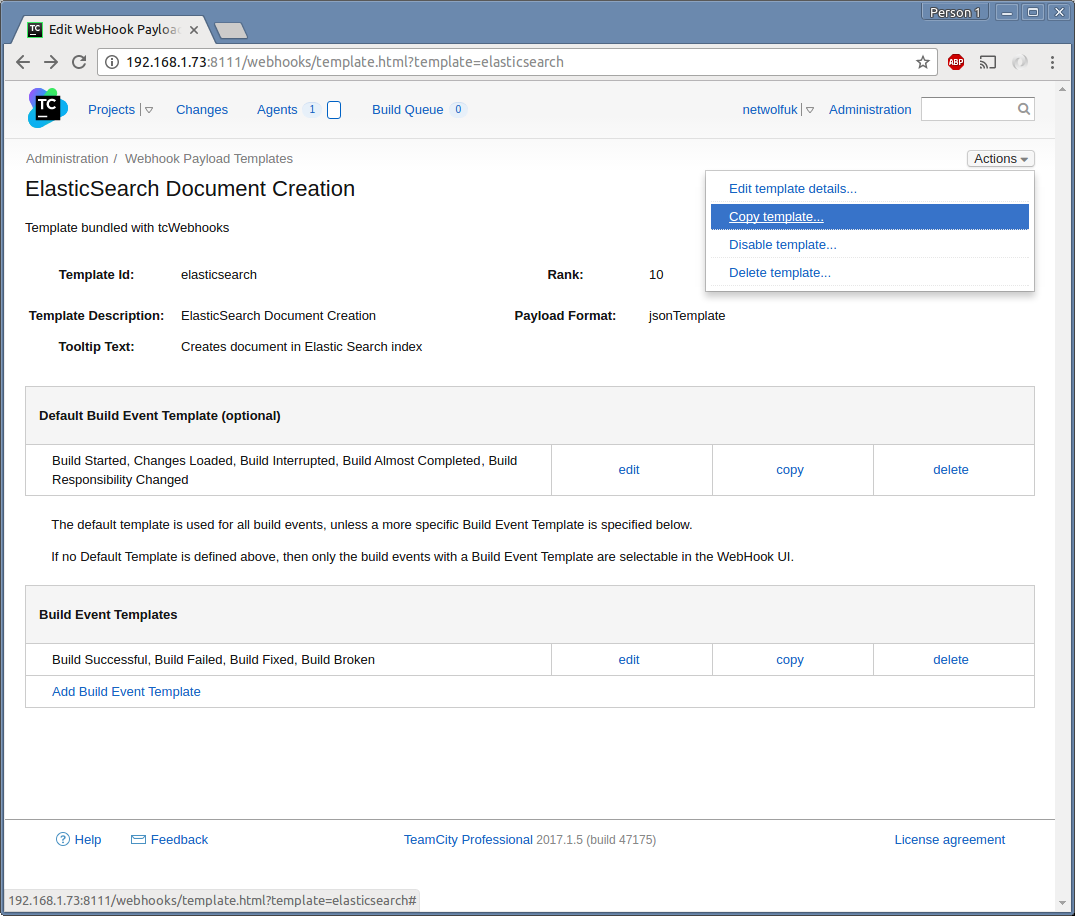 Person 1
TC Edit WebHook Payloa
192.168.1.73:8111/webhooks/template.html?template=elasticsearch
ABP
TC
Projects
Changes
Agents 1
Build Queue 0
netwolfuk
Administration
Administration / Webhook Payload Templates
Actions
ElasticSearch Document Creation
Edit template details...
Copy template...
Disable template...
Delete template...
Template bundled with tcWebhooks
Template Id: elasticsearch
Rank: 10
Template Description: ElasticSearch Document Creation
Payload Format: jsonTemplate
Tooltip Text: Creates document in Elastic Search index
Default Build Event Template (optional)
Build Started, Changes Loaded, Build Interrupted, Build Almost Completed, Build
Responsibility Changed
edit
copy
delete
The default template is used for all build events, unless a more specific Build Event Template is specified below.
If no Default Template is defined above, then only the build events with a Build Event Template are selectable in the WebHook UI.
Build Event Templates
Build Successful, Build Failed, Build Fixed, Build Broken
edit
copy
delete
Add Build Event Template
? Help
Feedback
TeamCity Professional 2017.1.5 (build 47175)
License agreement
192.168.1.73:8111/webhooks/template.html?template=elasticsearch#